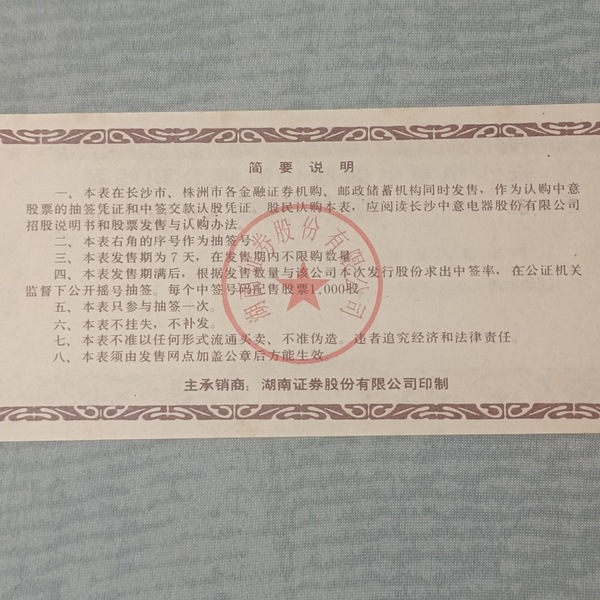 简要说明
一、本表在长沙市、株洲市各金融证券机购、邮政储蓄机构同时发售，作为认购中意
股票的抽签凭证和中签交款认股凭证。股民认购本表，应阅读长沙中意电器股份有限公司
招股说明书和股票发售与认购办法。
二、本表右角的序号作为抽签号。
三、本表发售期为7天，在发售期内不限购数量。
四、本表发售期满后，根据发售数量与该公司本次发行股份求出中签率，在公证机关
监督下公开摇号抽签。每个中签号码配售股票1,000股。
五、本表只参与抽签一次。
六、本表不挂失，不补发。
七、本表不准以任何形式流通买卖、不准伪造。违者追究经济和法律责任。
八、本表须由发售网点加盖公章后方能生效。
主承销商：湖南证券股份有限公司印制
湖南证券股份有限公司